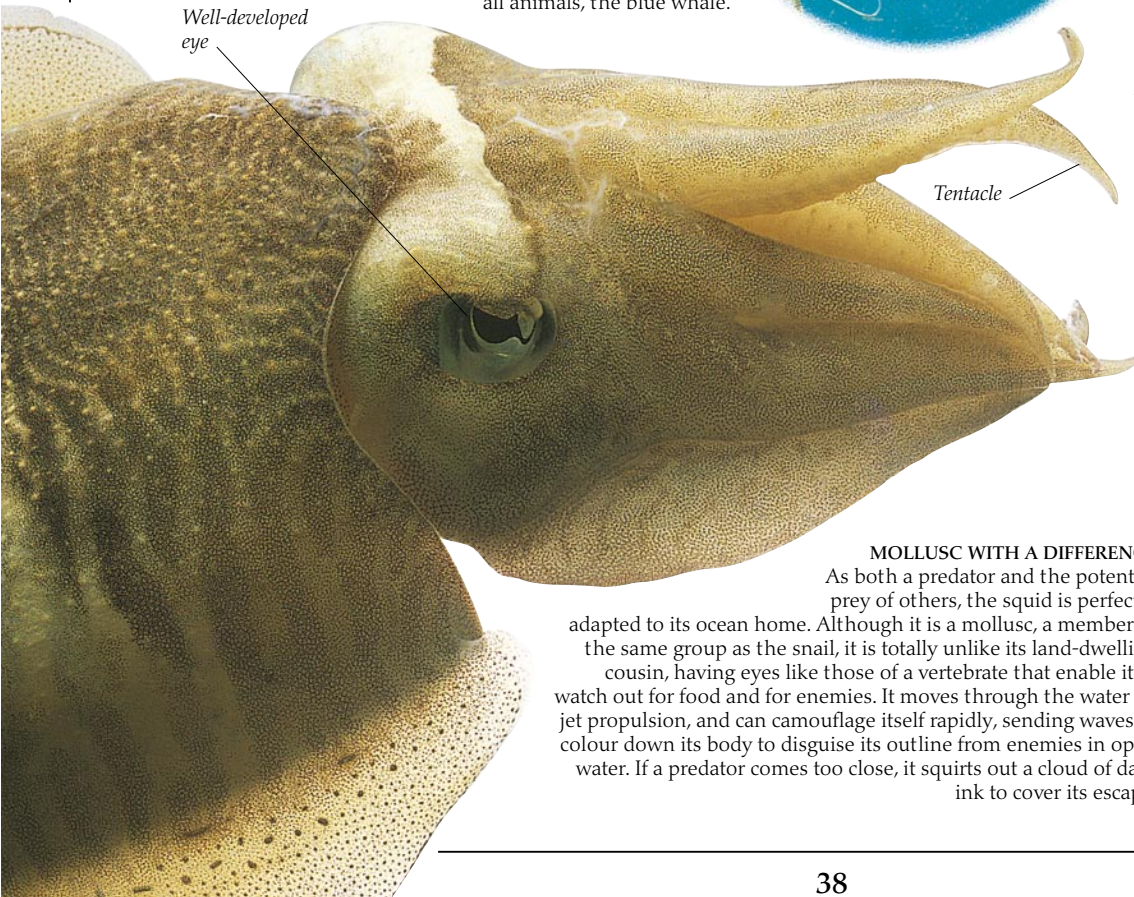 all animals, the blue whale.
Well-developed
eye
Tentacle
MOLLUSC WITH A DIFFEREN
As both a predator and the potent
prey of others, the squid is perfec
adapted to its ocean home. Although it is a mollusc, a member
the same group as the snail, it is totally unlike its land-dwelli
cousin, having eyes like those of a vertebrate that enable it
watch out for food and for enemies. It moves through the water
jet propulsion, and can camouflage itself rapidly, sending waves
colour down its body to disguise its outline from enemies in op
water. If a predator comes too close, it squirts out a cloud of da
ink to cover its escap
38